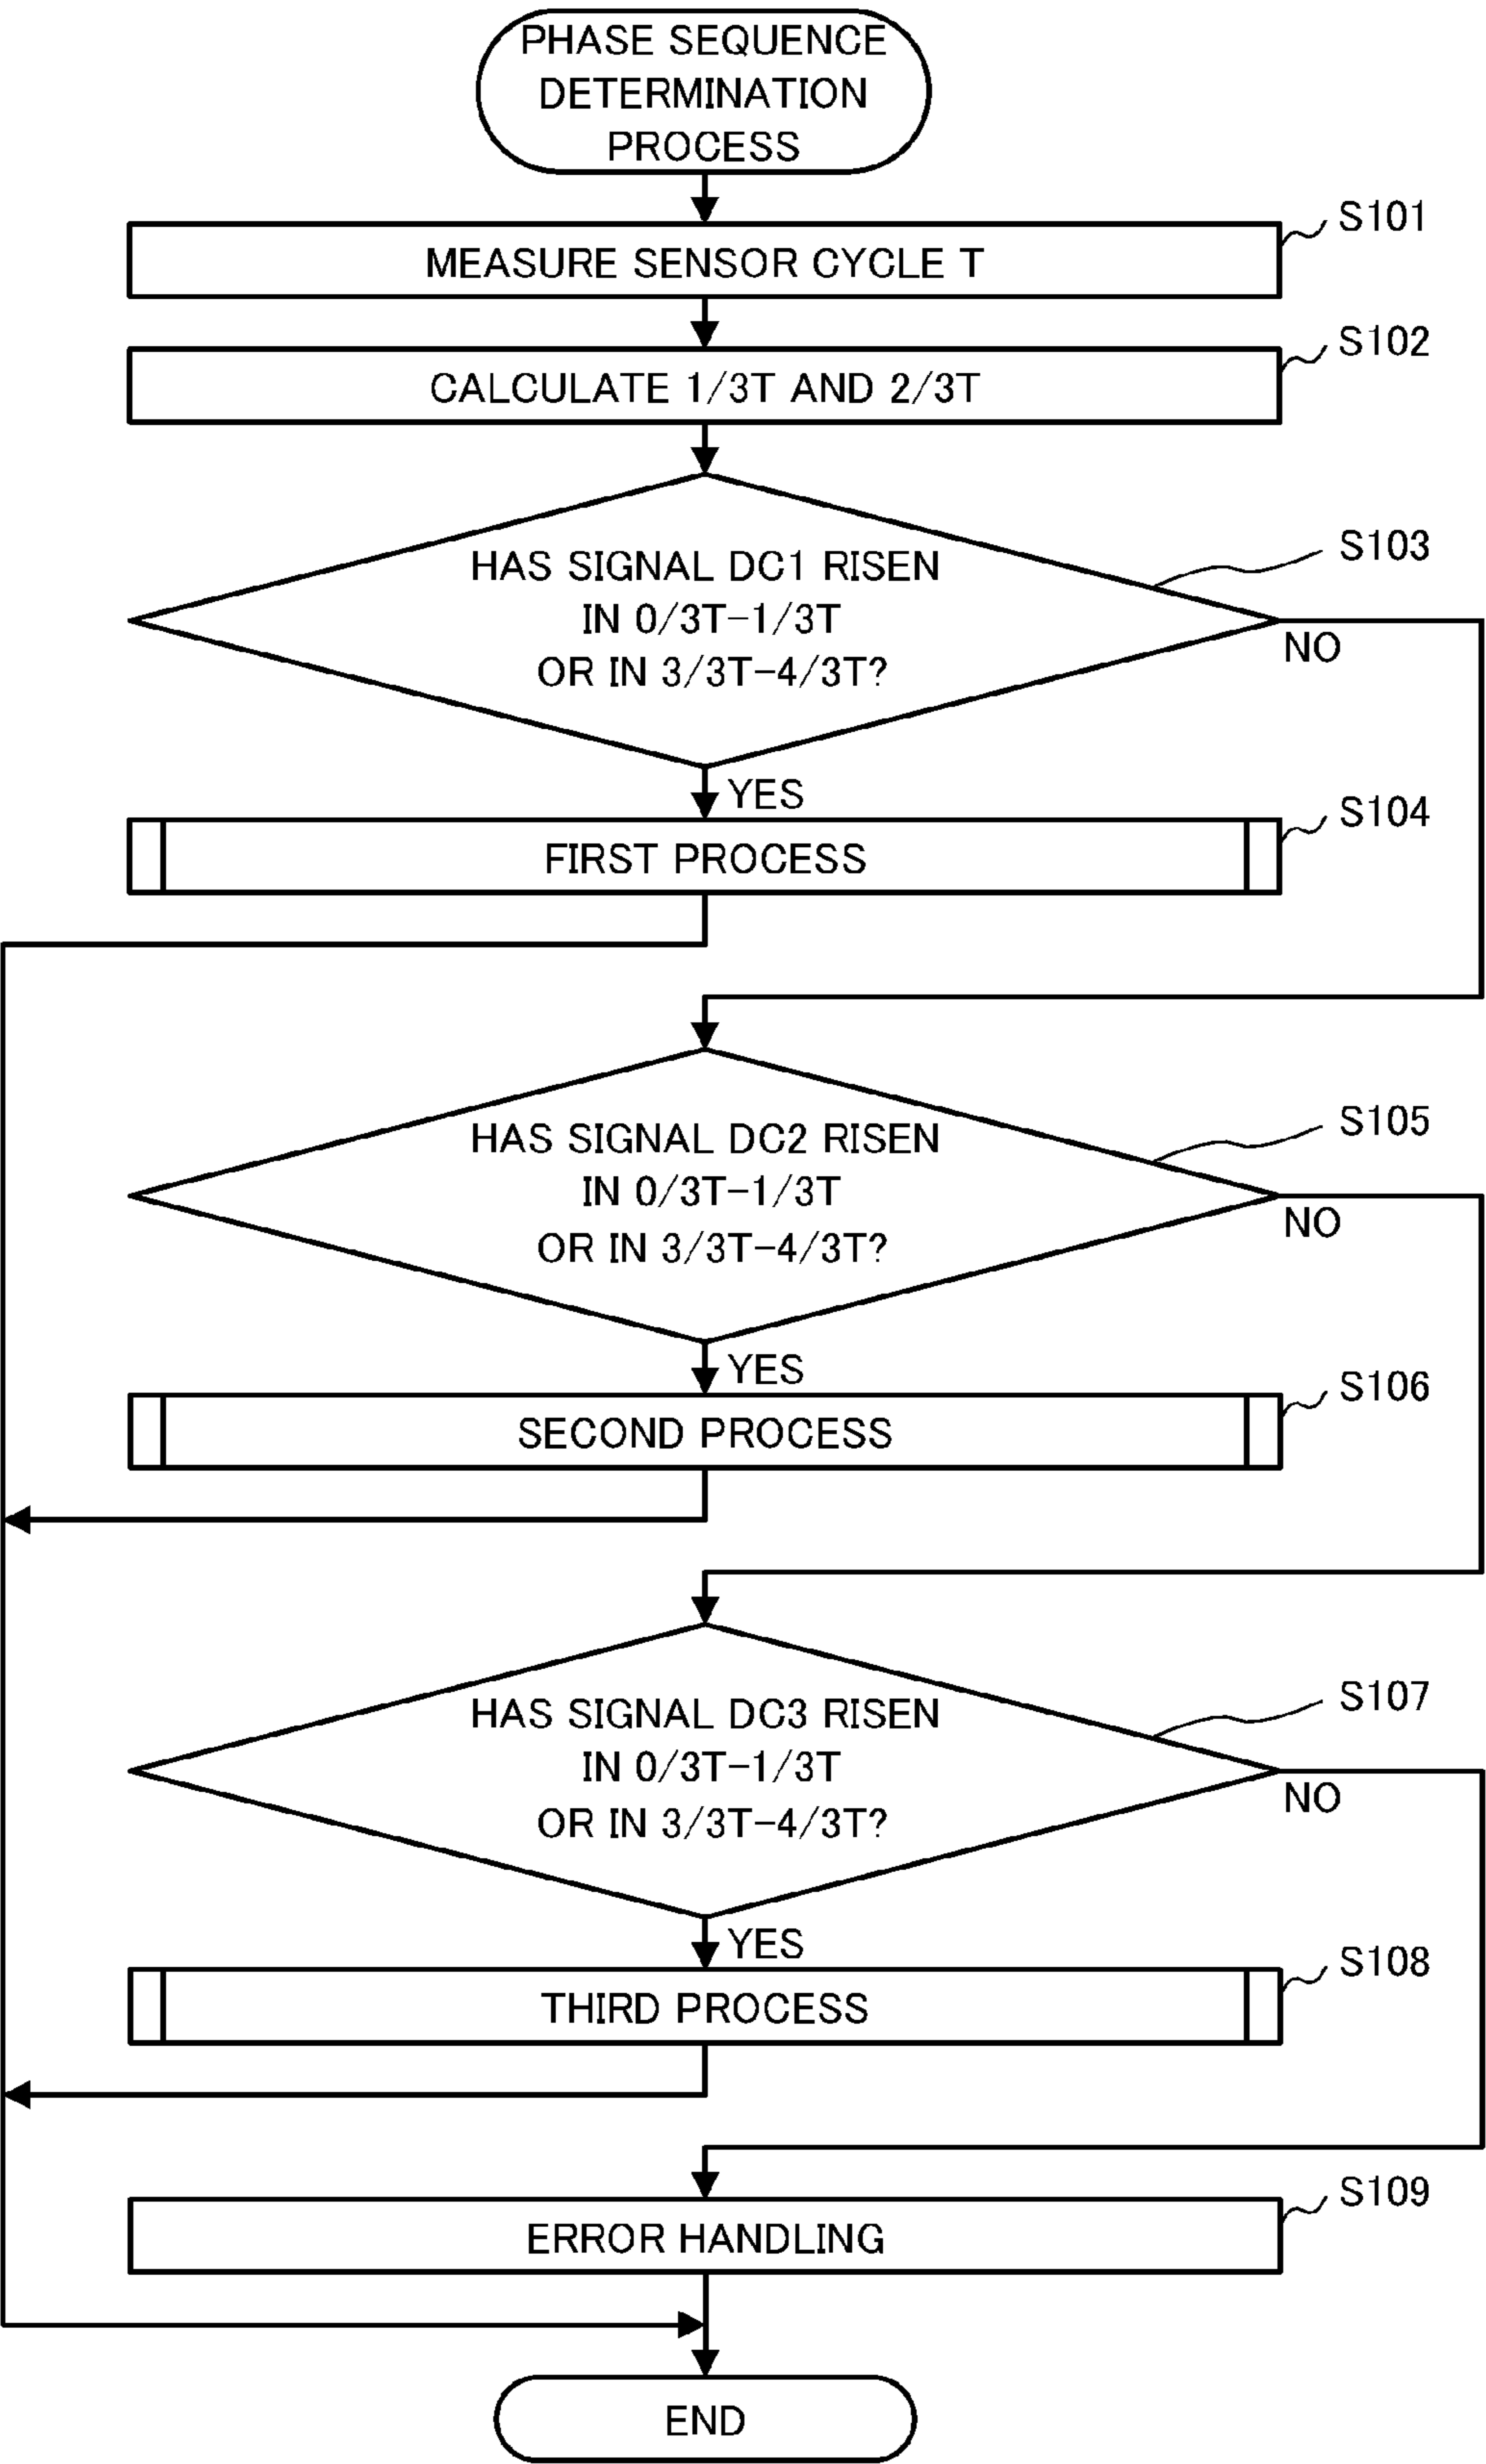 PHASE SEQUENCE
DETERMINATION
PROCESS
S101
MEASURE SENSOR CYCLE T
S102
CALCULATE 1/3T AND 2/3T
S103
HAS SIGNAL DC1 RISEN
IN 0/3T-1/3T
OR IN 3/3T-4/3T?
NO
YES
S104
FIRST PROCESS
S105
HAS SIGNAL DC2 RISEN
IN 0/3T-1/3T
OR IN 3/3T-4/3T?
NO
YES
S106
SECOND PROCESS
S107
HAS SIGNAL DC3 RISEN
IN 0/3T-1/3T
OR IN 3/3T-4/3T?
NO
YES
S108
THIRD PROCESS
S109
ERROR HANDLING
END